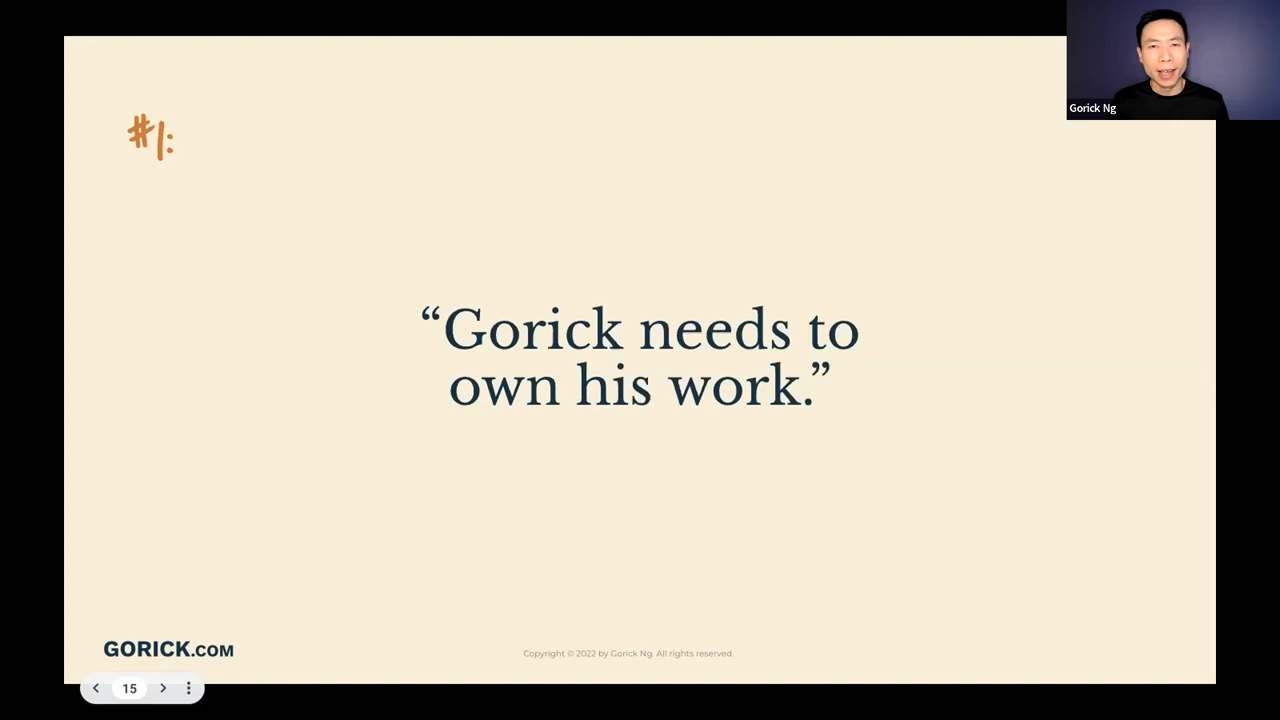 Gorick Ng
#1:
“Gorick needs to
own his work.”
GORICK.COM
Copyright © 2022 by Gorick Ng. All rights reserved.
15